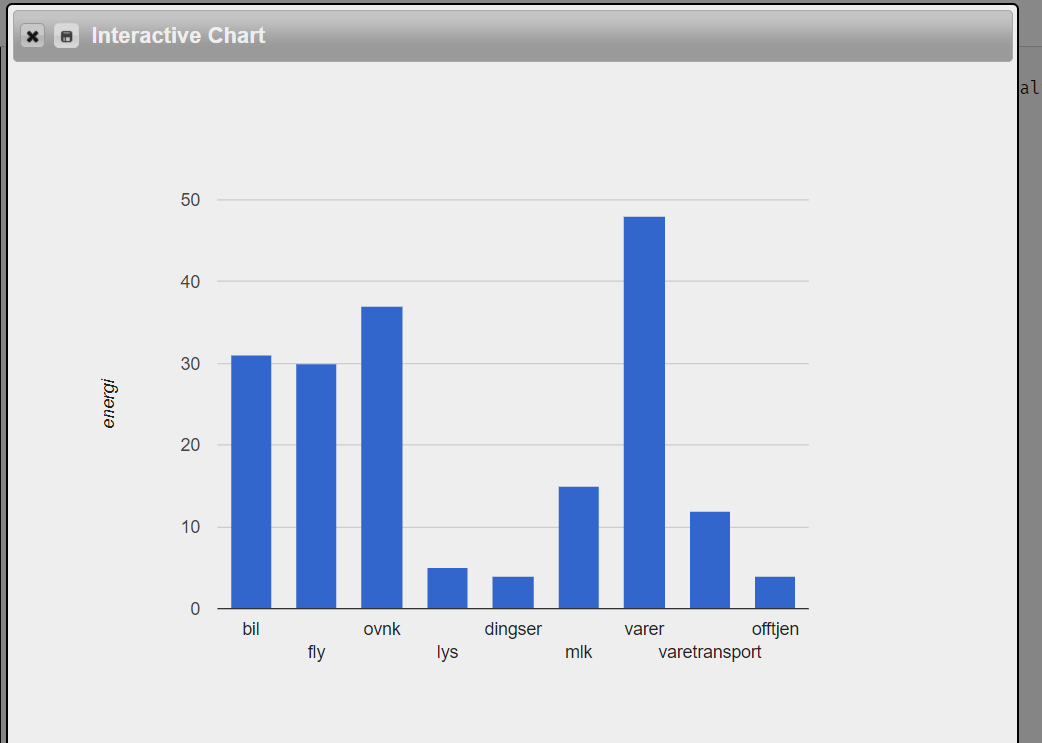 Interactive Chart
al
50
40
30
20
10
0
energi
bil
fly
ovnk
lys
dingser
mlk
varer
varetransport
offtjen